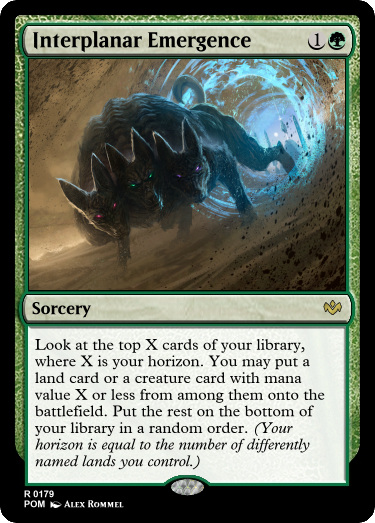 Interplanar Emergence 1
Sorcery
Look at the top X cards of your library,
where X is your horizon. You may put a
land card or a creature card with mana
value X or less from among them onto the
battlefield. Put the rest on the bottom of
your library in a random order. (Your
horizon is equal to the number of differently
named lands you control.)
R 0179
POM ALEX ROMMEL